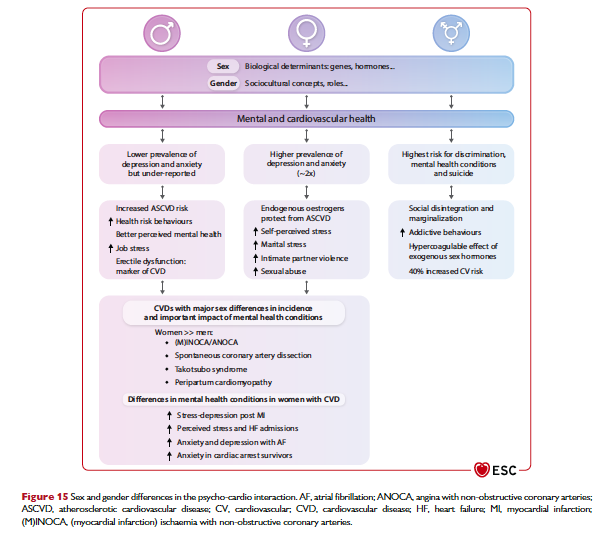 Sex Biological determinants: genes, hormones...
Gender Sociocultural concepts, roles...
Mental and cardiovascular health
Lower prevalence of
depression and anxiety
but under-reported
Higher prevalence of
depression and anxiety
(~2x)
Highest risk for discrimination,
mental health conditions
and suicide
Increased ASCVD risk
↑ Health risk behaviours
Better perceived mental health
↑ Job stress
Erectile dysfunction:
marker of CVD
Endogenous oestrogens
protect from ASCVD
↑ Self-perceived stress
↑ Marital stress
↑ Intimate partner violence
↑ Sexual abuse
Social disintegration and
marginalization
↑ Addictive behaviours
Hypercoagulable effect of
exogenous sex hormones
40% increased CV risk
CVDs with major sex differences in incidence
and important impact of mental health conditions
Women >> men:
• (M)INOCA/ANOCA
• Spontaneous coronary artery dissection
• Takotsubo syndrome
• Peripartum cardiomyopathy
Differences in mental health conditions in women with CVD
↑ Stress-depression post MI
↑ Perceived stress and HF admissions
↑ Anxiety and depression with AF
↑ Anxiety in cardiac arrest survivors
ESC
Figure 15 Sex and gender differences in the psycho-cardio interaction. AF, atrial fibrillation; ANOCA, angina with non-obstructive coronary arteries;
ASCVD, atherosclerotic cardiovascular disease; CV, cardiovascular; CVD, cardiovascular disease; HF, heart failure; MI, myocardial infarction;
(M)INOCA, (myocardial infarction) ischaemia with non-obstructive coronary arteries.